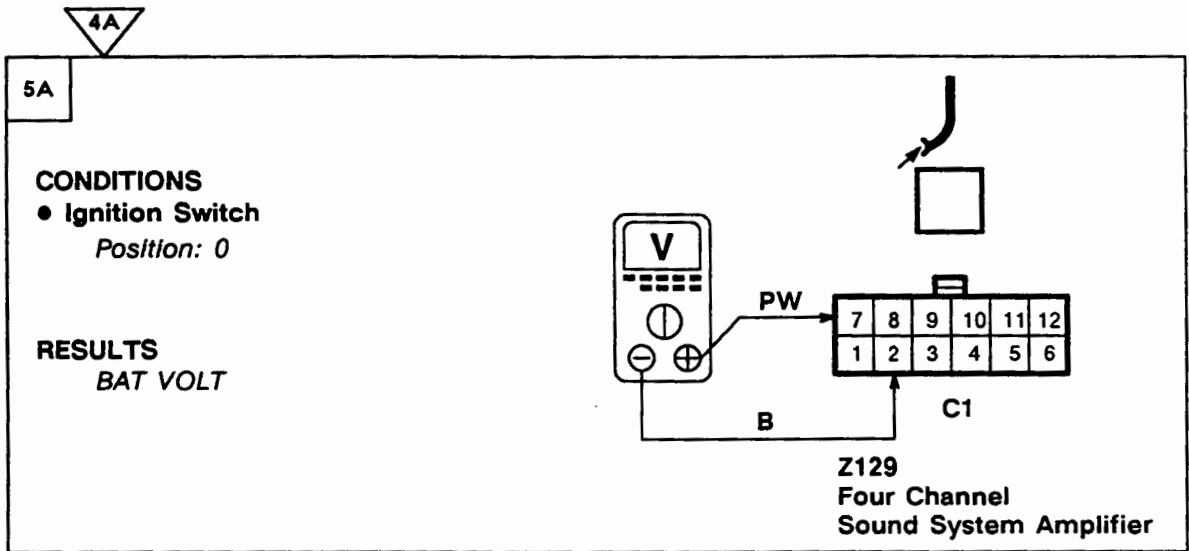 4A
5A
CONDITIONS
● Ignition Switch
Position: 0
RESULTS
BAT VOLT
V
PW
7 8 9 10 11 12
1 2 3 4 5 6
C1
B
Z129
Four Channel
Sound System Amplifier